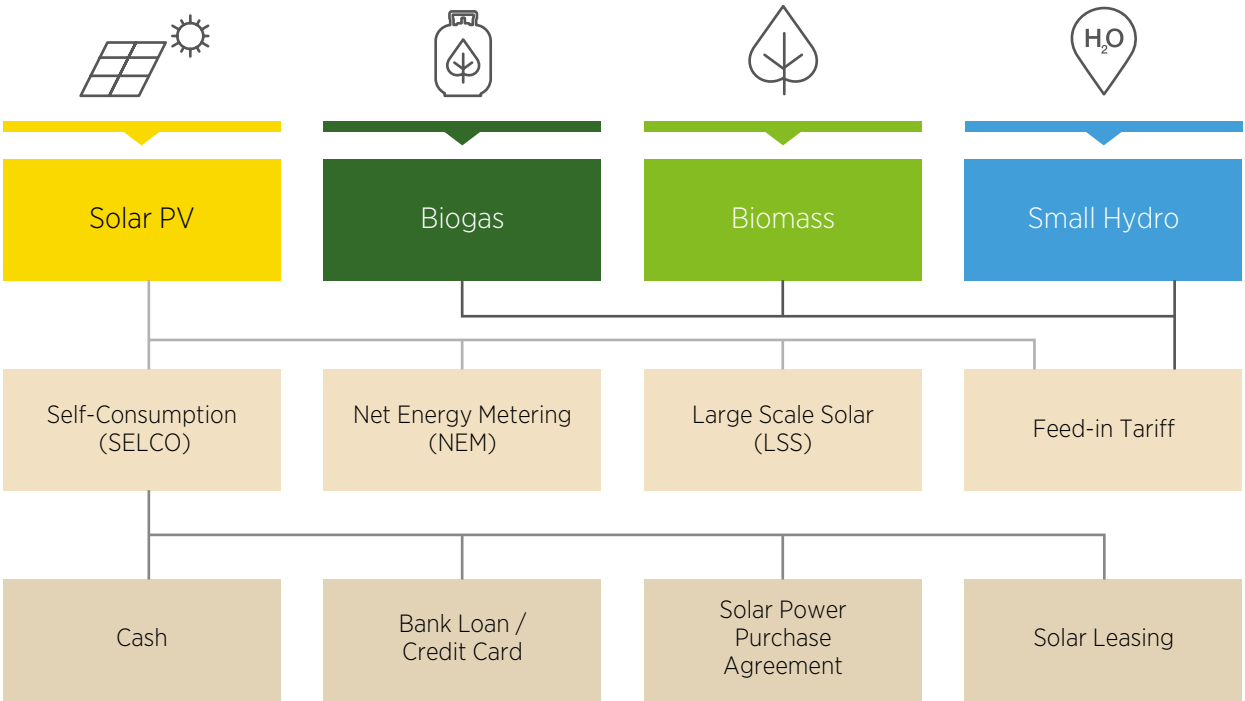 H₂O
Solar PV
Biogas
Biomass
Small Hydro
Self-Consumption
(SELCO)
Net Energy Metering
(NEM)
Large Scale Solar
(LSS)
Feed-in Tariff
Cash
Bank Loan /
Credit Card
Solar Power
Purchase
Agreement
Solar Leasing